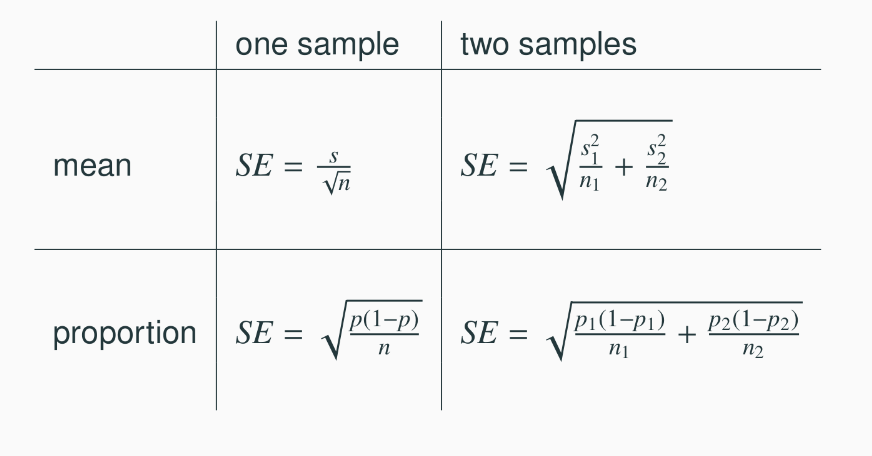 one sample two samples
mean SE = s/√n SE = √(s₁²/n₁ + s₂²/n₂)
proportion SE = √(p(1−p)/n) SE = √(p₁(1−p₁)/n₁ + p₂(1−p₂)/n₂)